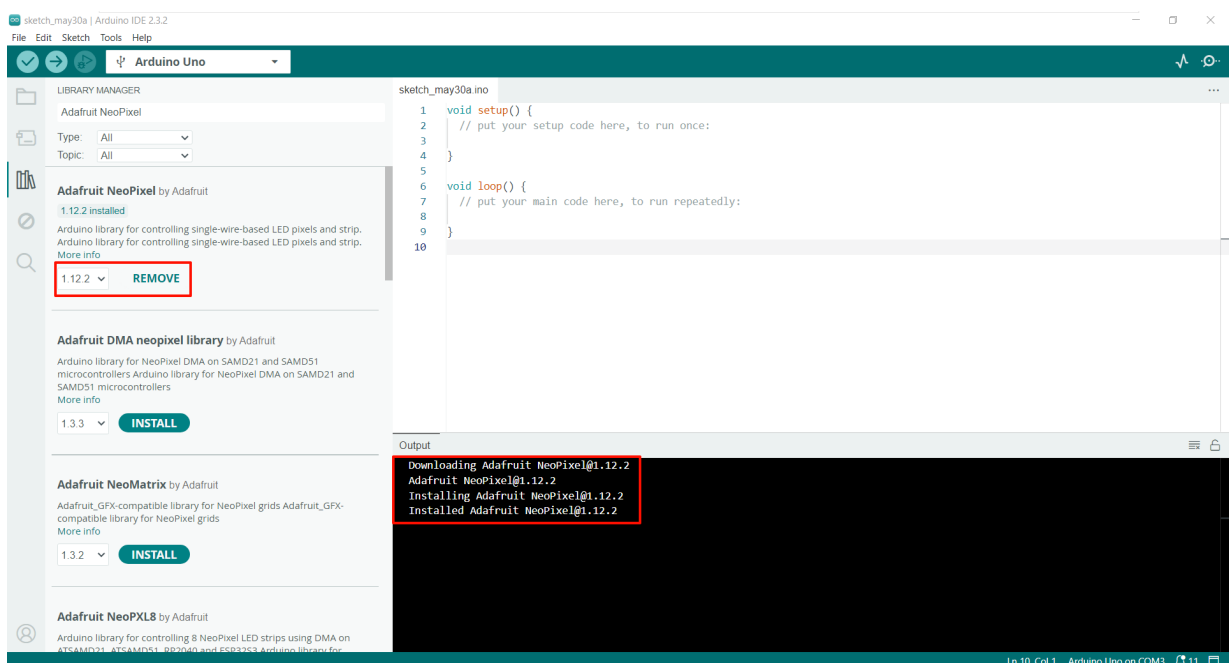 sketch_may30a | Arduino IDE 2.3.2
File Edit Sketch Tools Help
Arduino Uno
LIBRARY MANAGER
Adafruit NeoPixel
Type: All
Topic: All
Adafruit NeoPixel by Adafruit
1.12.2 installed
Arduino library for controlling single-wire-based LED pixels and strip.
Arduino library for controlling single-wire-based LED pixels and strip.
More info
1.12.2 REMOVE
Adafruit DMA neopixel library by Adafruit
Arduino library for NeoPixel DMA on SAMD21 and SAMD51
microcontrollers Arduino library for NeoPixel DMA on SAMD21 and
SAMD51 microcontrollers
More info
1.3.3 INSTALL
Adafruit NeoMatrix by Adafruit
Adafruit_GFX-compatible library for NeoPixel grids Adafruit_GFX-
compatible library for NeoPixel grids
More info
1.3.2 INSTALL
Adafruit NeoPXL8 by Adafruit
Arduino library for controlling 8 NeoPixel LED strips using DMA on
ATSAMD21, ATSAMD51, RP2040 and ESP32S3 Arduino library for
sketch_may30a.ino
1 void setup() {
2 // put your setup code here, to run once:
3
4 }
5
6 void loop() {
7 // put your main code here, to run repeatedly:
8
9 }
10
Output
Downloading Adafruit NeoPixel@1.12.2
Adafruit NeoPixel@1.12.2
Installing Adafruit NeoPixel@1.12.2
Installed Adafruit NeoPixel@1.12.2
Ln 10, Col 1 Arduino Uno on COM3 11